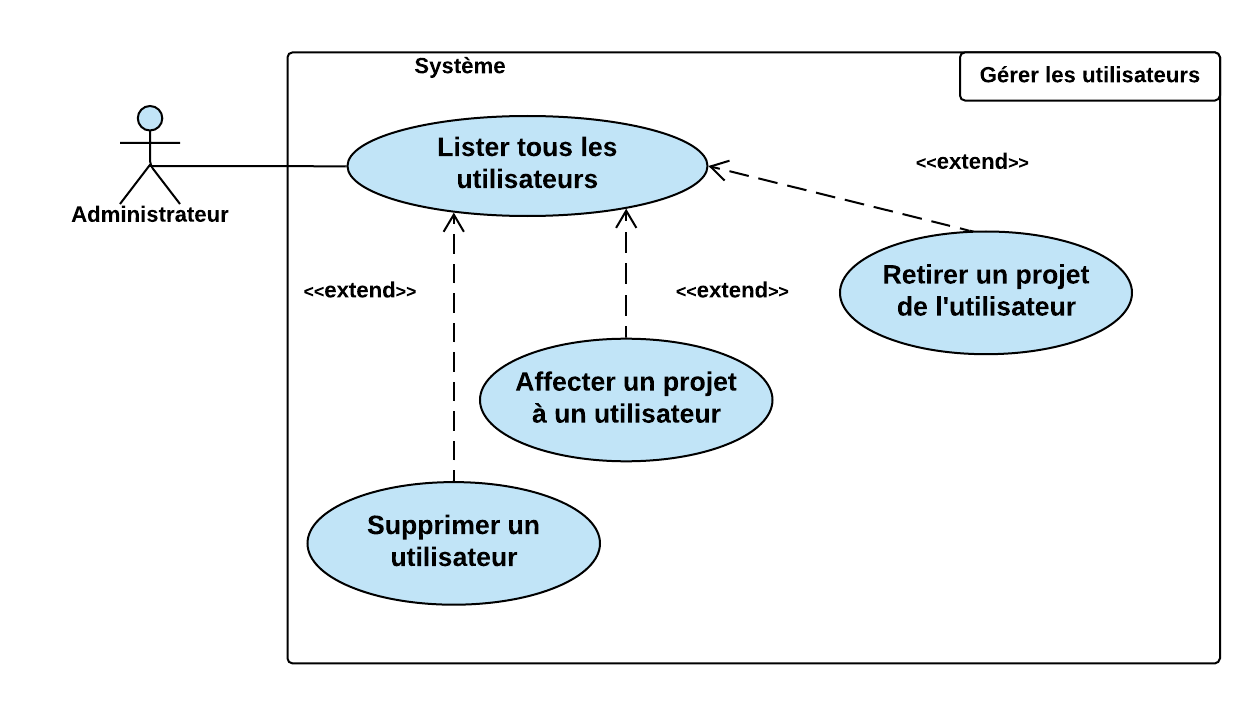 Système
Gérer les utilisateurs
Lister tous les
utilisateurs
<<extend>>
Administrateur
Retirer un projet
de l'utilisateur
<<extend>>
<<extend>>
Affecter un projet
à un utilisateur
Supprimer un
utilisateur